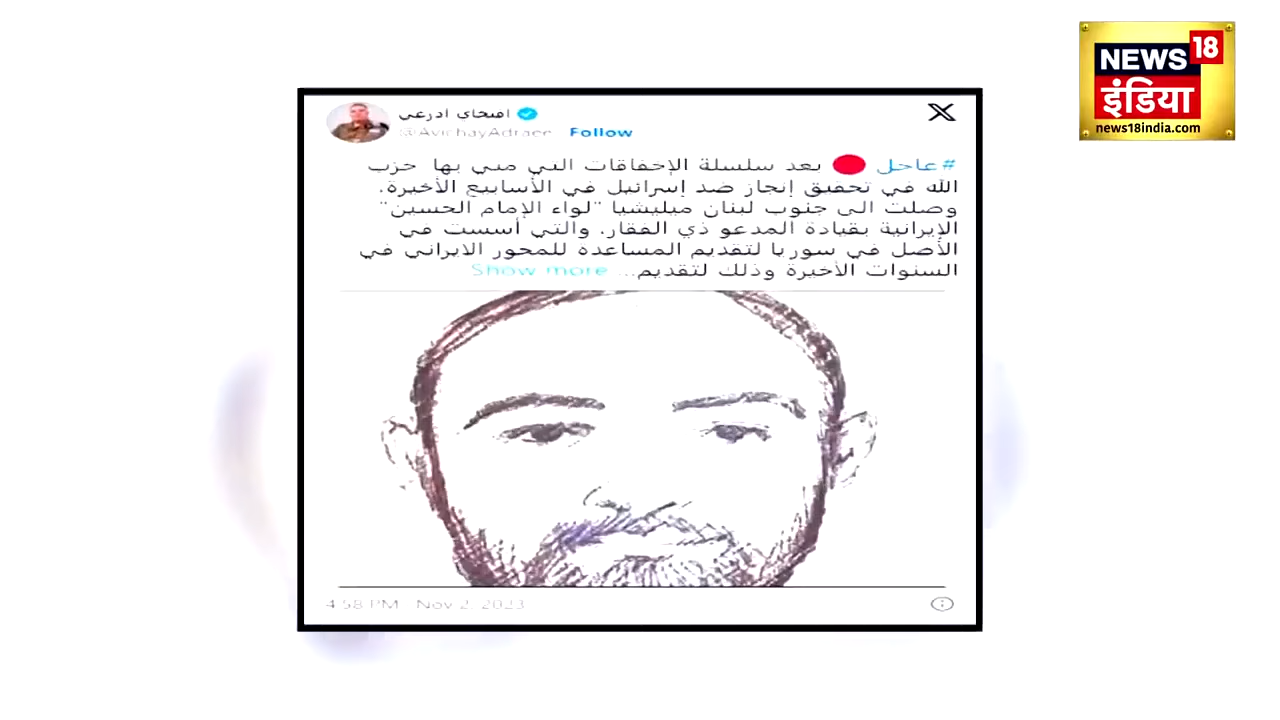 NEWS 18
इंडिया
news18india.com
افيخاي ادرعي
@AvichayAdraee Follow
#عاجل 🔴 بعد سلسلة الإخفاقات التي مني بها حزب
الله في تحقيق إنجاز ضد إسرائيل في الأسابيع الأخيرة،
وصلت الى جنوب لبنان ميليشيا "لواء الإمام الحسين"
الإيرانية بقيادة المدعو ذي الفقار، والتي أسست في
الأصل في سوريا لتقديم المساعدة للمحور الايراني في
السنوات الأخيرة وذلك لتقديم... Show more
4:58 PM · Nov 2, 2023